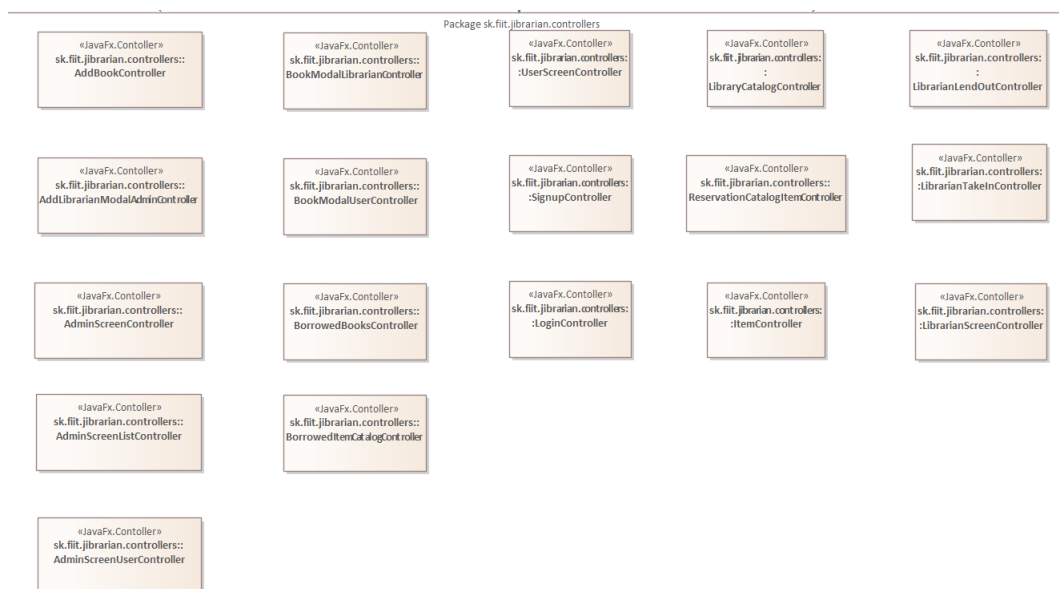 Package sk.fiit.jibrarian.controllers
«JavaFx.Contoller»
sk.fiit.jibrarian.controllers::
AddBookController
«JavaFx.Contoller»
sk.fiit.jibrarian.controllers::
BookModalLibrarianController
«JavaFx.Contoller»
sk.fiit.jibrarian.controllers:
:UserScreenController
«JavaFx.Contoller»
sk.fiit.jibrarian.controllers:
:
LibraryCatalogController
«JavaFx.Contoller»
sk.fiit.jibrarian.controllers:
:
LibrarianLendOutController
«JavaFx.Contoller»
sk.fiit.jibrarian.controllers::
AddLibrarianModalAdminController
«JavaFx.Contoller»
sk.fiit.jibrarian.controllers::
BookModalUserController
«JavaFx.Contoller»
sk.fiit.jibrarian.controllers:
:SignupController
«JavaFx.Contoller»
sk.fiit.jibrarian.controllers::
ReservationCatalogItemController
«JavaFx.Contoller»
sk.fiit.jibrarian.controllers:
:LibrarianTakeInController
«JavaFx.Contoller»
sk.fiit.jibrarian.controllers::
AdminScreenController
«JavaFx.Contoller»
sk.fiit.jibrarian.controllers::
BorrowedBooksController
«JavaFx.Contoller»
sk.fiit.jibrarian.controllers:
:LoginController
«JavaFx.Contoller»
sk.fiit.jibrarian.controllers:
:ItemController
«JavaFx.Contoller»
sk.fiit.jibrarian.controllers:
:LibrarianScreenController
«JavaFx.Contoller»
sk.fiit.jibrarian.controllers::
AdminScreenListController
«JavaFx.Contoller»
sk.fiit.jibrarian.controllers::
BorrowedItemCatalogController
«JavaFx.Contoller»
sk.fiit.jibrarian.controllers::
AdminScreenUserController